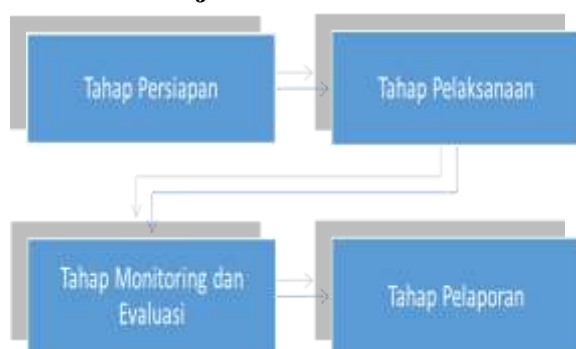 Tahap Persiapan
Tahap Pelaksanaan
Tahap Monitoring dan
Evaluasi
Tahap Pelaporan